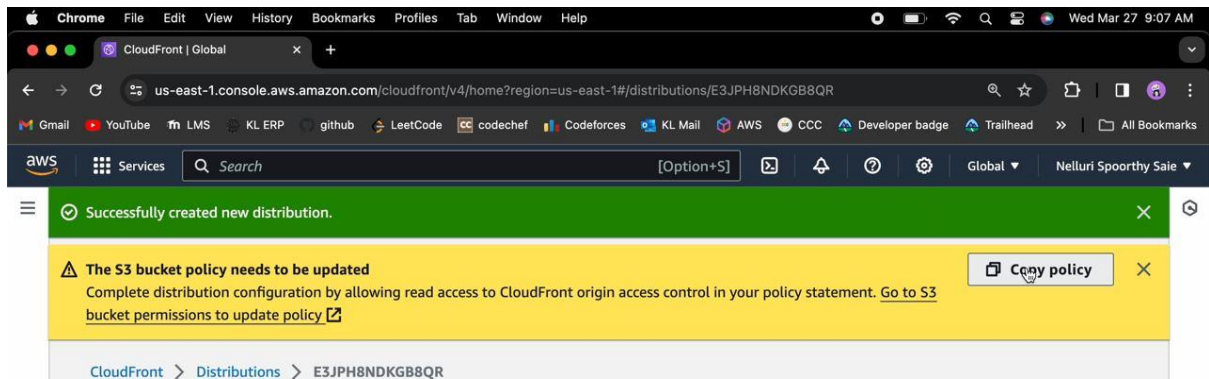 Chrome File Edit View History Bookmarks Profiles Tab Window Help Wed Mar 27 9:07 AM
CloudFront | Global
us-east-1.console.aws.amazon.com/cloudfront/v4/home?region=us-east-1#/distributions/E3JPH8NDKGB8QR
Gmail YouTube LMS KL ERP github LeetCode CC codechef Codeforces KL Mail AWS CCC Developer badge Trailhead » All Bookmarks
aws Services Search [Option+S] Global Nelluri Spoorthy Saie
Successfully created new distribution.
The S3 bucket policy needs to be updated Copy policy
Complete distribution configuration by allowing read access to CloudFront origin access control in your policy statement. Go to S3
bucket permissions to update policy
CloudFront > Distributions > E3JPH8NDKGB8QR